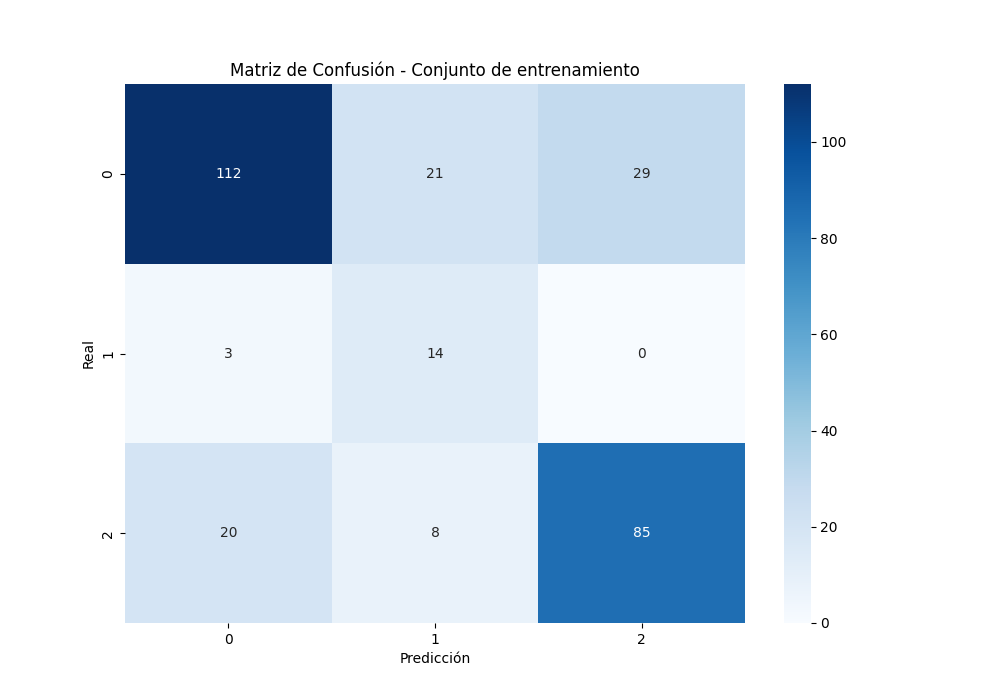 Matriz de Confusión - Conjunto de entrenamiento
0 112 21 29
1 3 14 0
2 20 8 85
Real
0 1 2
Predicción
100
80
60
40
20
0